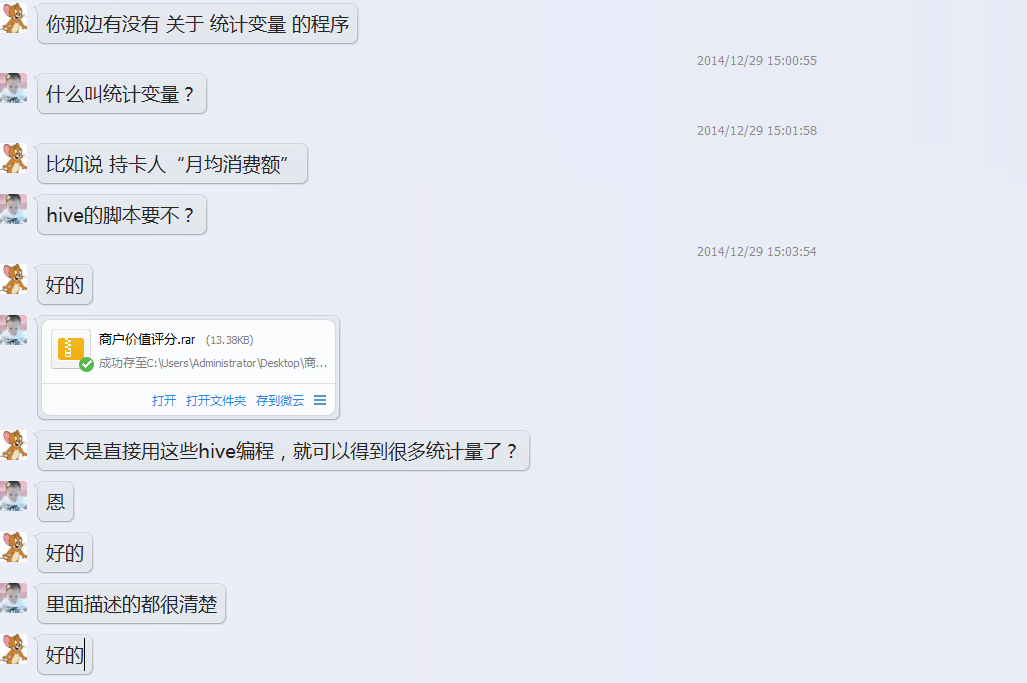 你那边有没有 关于 统计变量 的程序
2014/12/29 15:00:55
什么叫统计变量？
2014/12/29 15:01:58
比如说 持卡人“月均消费额”
hive的脚本要不？
2014/12/29 15:03:54
好的
商户价值评分.rar (13.38KB)
成功存至C:\Users\Administrator\Desktop\商...
打开 打开文件夹 存到微云
是不是直接用这些hive编程，就可以得到很多统计量了？
恩
好的
里面描述的都很清楚
好的